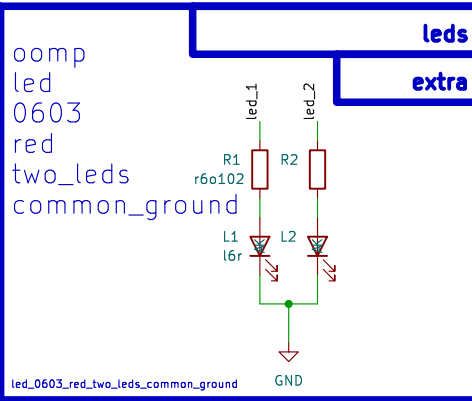 leds
extra
oomp
led
0603
red
two_leds
common_ground
led_1
led_2
R1
R2
r6o102
L1
L2
l6r
GND
led_0603_red_two_leds_common_ground